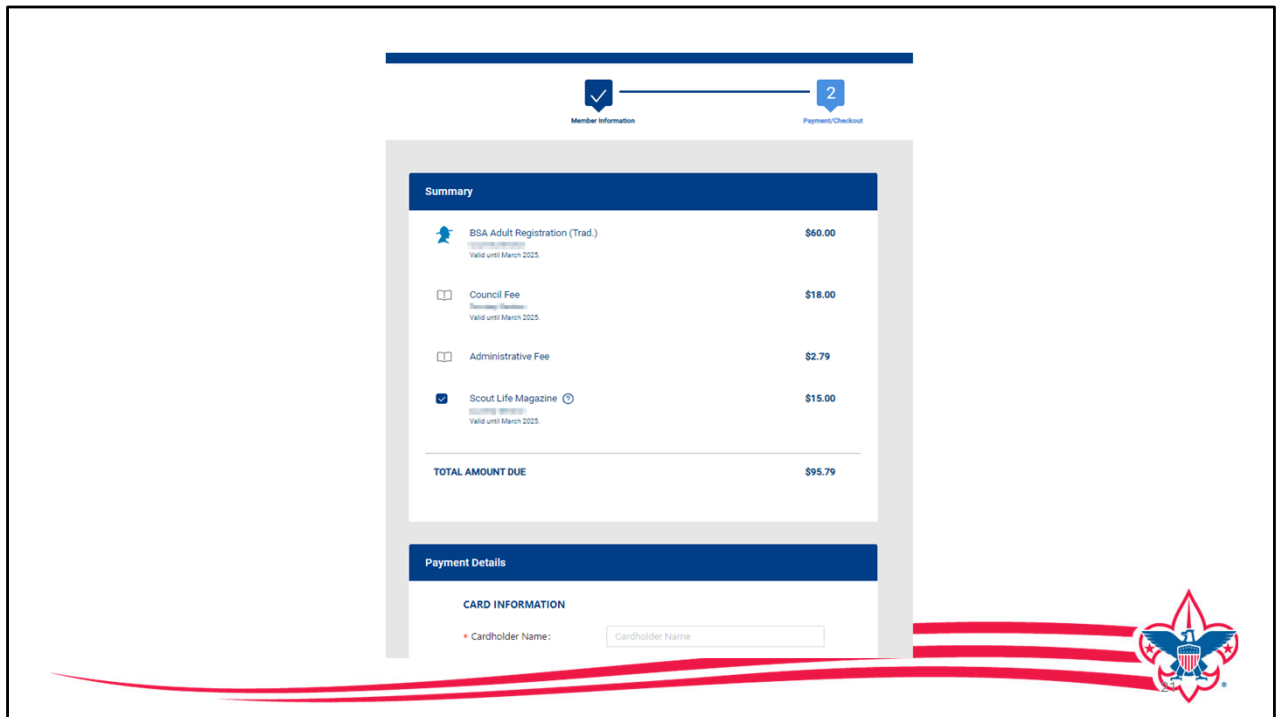 2
Member Information
Payment/Checkout
Summary
BSA Adult Registration (Trad.) $60.00
Valid until March 2025.
Council Fee $18.00
Valid until March 2025.
Administrative Fee $2.79
Scout Life Magazine $15.00
Valid until March 2025.
TOTAL AMOUNT DUE $95.79
Payment Details
CARD INFORMATION
* Cardholder Name: Cardholder Name
21